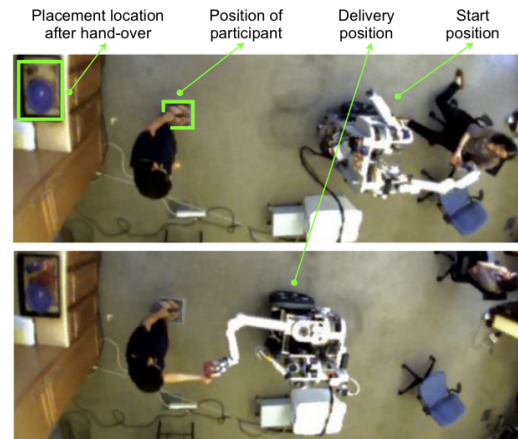 Placement location
after hand-over
Position of
participant
Delivery
position
Start
position